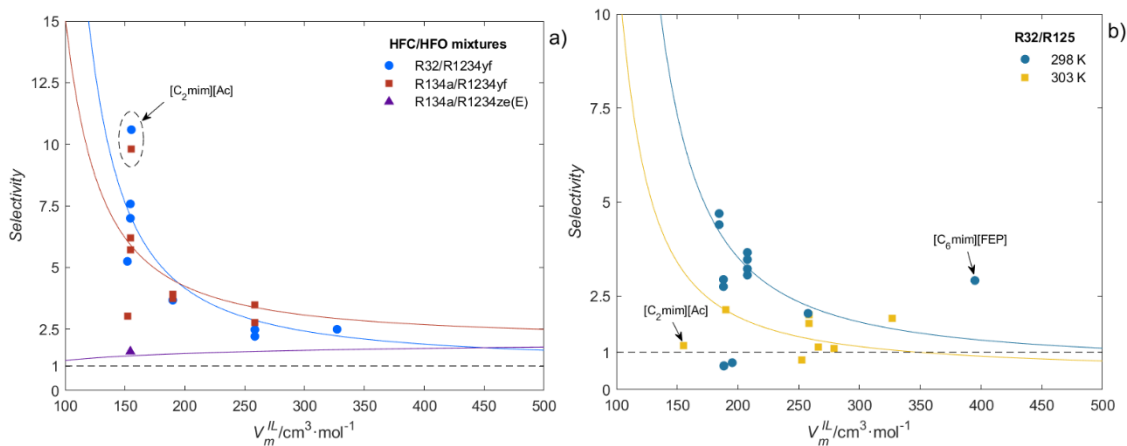 HFC/HFO mixtures
R32/R1234yf
R134a/R1234yf
R134a/R1234ze(E)
a)
[C₂mim][Ac]
Selectivity
15
12.5
10
7.5
5
2.5
1
0
100 150 200 250 300 350 400 450 500
V_m^{IL}/cm³·mol⁻¹
R32/R125
298 K
303 K
b)
[C₆mim][FEP]
[C₂mim][Ac]
Selectivity
10
7.5
5
2.5
1
0
100 150 200 250 300 350 400 450 500
V_m^{IL}/cm³·mol⁻¹